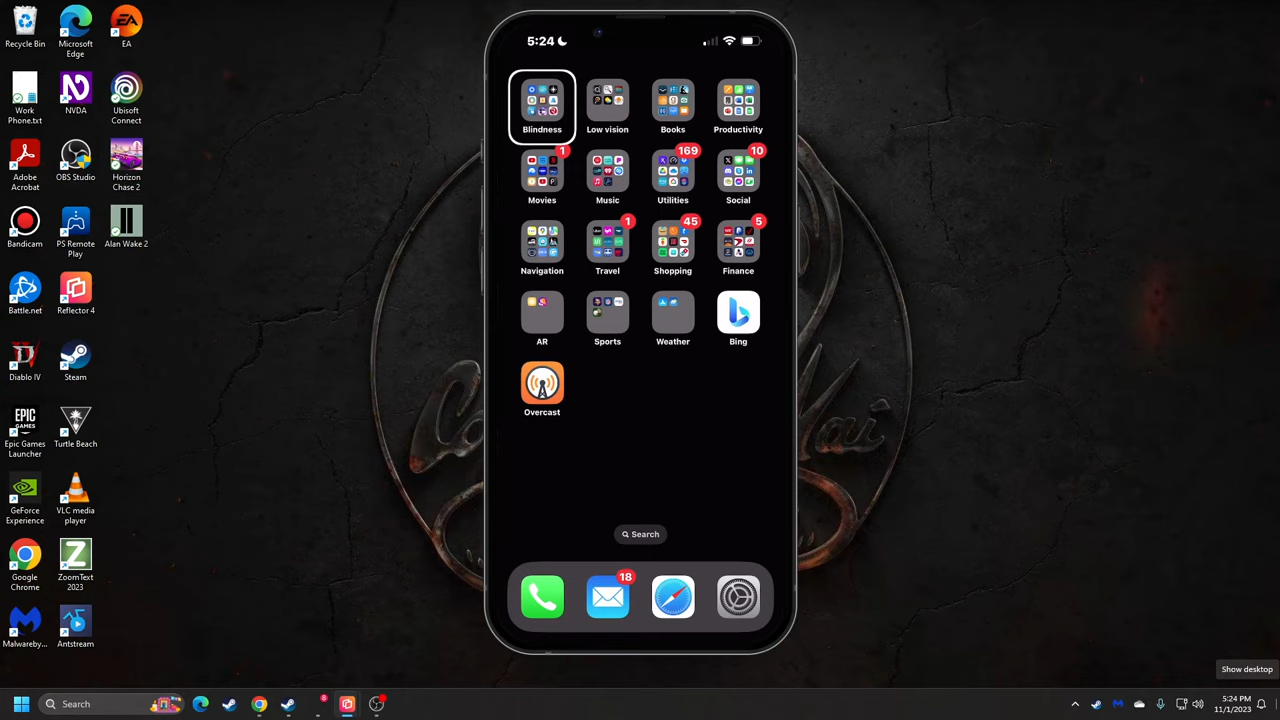 Recycle Bin
Microsoft Edge
EA
Work Phone.txt
NVDA
Ubisoft Connect
Adobe Acrobat
OBS Studio
Horizon Chase 2
Bandicam
PS Remote Play
Alan Wake 2
Battle.net
Reflector 4
Diablo IV
Steam
Epic Games Launcher
Turtle Beach
GeForce Experience
VLC media player
Google Chrome
ZoomText 2023
Malwareby...
Antstream
5:24
Blindness
Low vision
Books
Productivity
1
169
10
Movies
Music
Utilities
Social
1
45
5
Navigation
Travel
Shopping
Finance
AR
Sports
Weather
Bing
Overcast
Search
18
Show desktop
Search
8
5:24 PM
11/1/2023